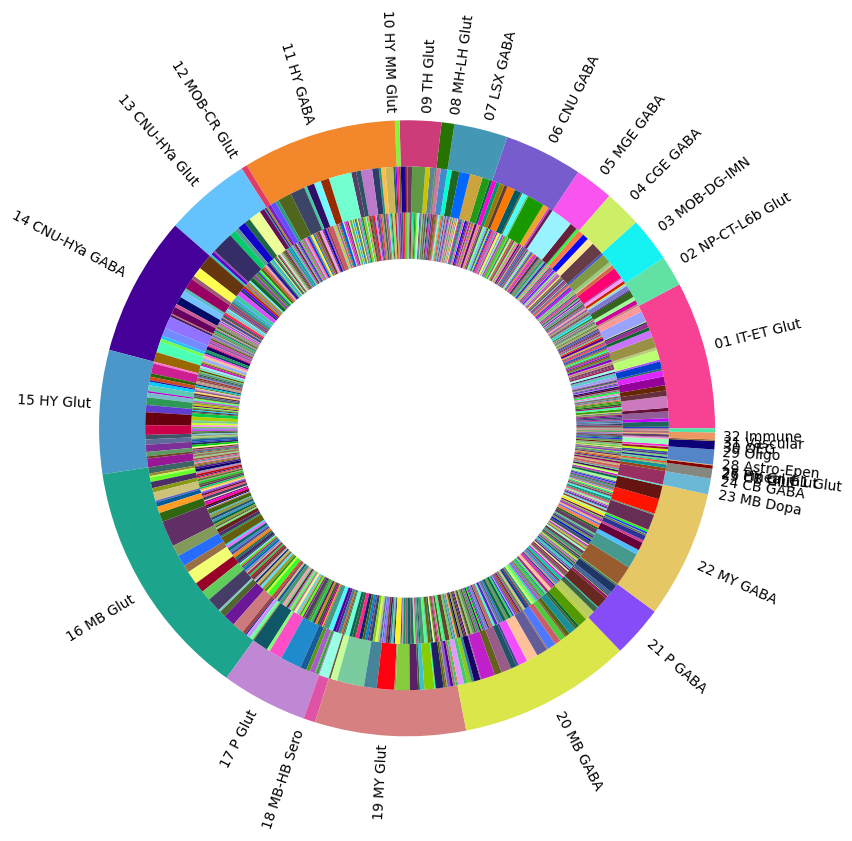 01 IT-ET Glut
02 NP-CT-L6b Glut
03 MOB-DG-IMN
04 CGE GABA
05 MGE GABA
06 CNU GABA
07 LSX GABA
08 MH-LH Glut
09 TH Glut
10 HY MM Glut
11 HY GABA
12 MOB-CR Glut
13 CNU-HYa Glut
14 CNU-HYa GABA
15 HY Glut
16 MB Glut
17 P Glut
18 MB-HB Sero
19 MY Glut
20 MB GABA
21 P GABA
22 MY GABA
23 MB Dopa
24 CB GABA
28 Astro-Epen
29 Oligo
31 Vascular
32 Immune